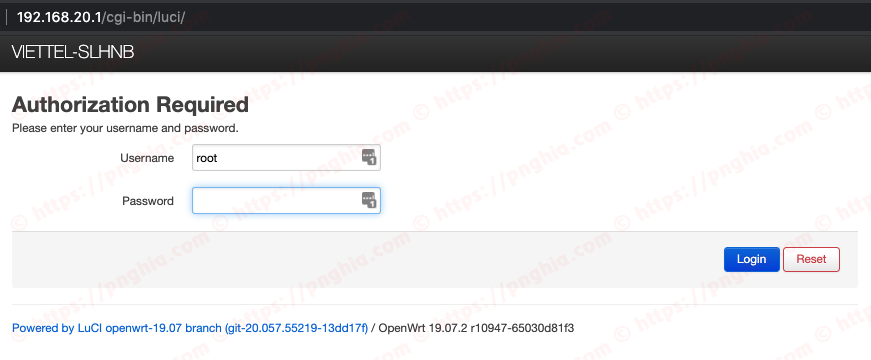 192.168.20.1/cgi-bin/luci/
VIETTEL-SLHNB
Authorization Required
Please enter your username and password.
Username root
Password
Login Reset
Powered by LuCI openwrt-19.07 branch (git-20.057.55219-13dd17f) / OpenWrt 19.07.2 r10947-65030d81f3
© https://pnghia.com